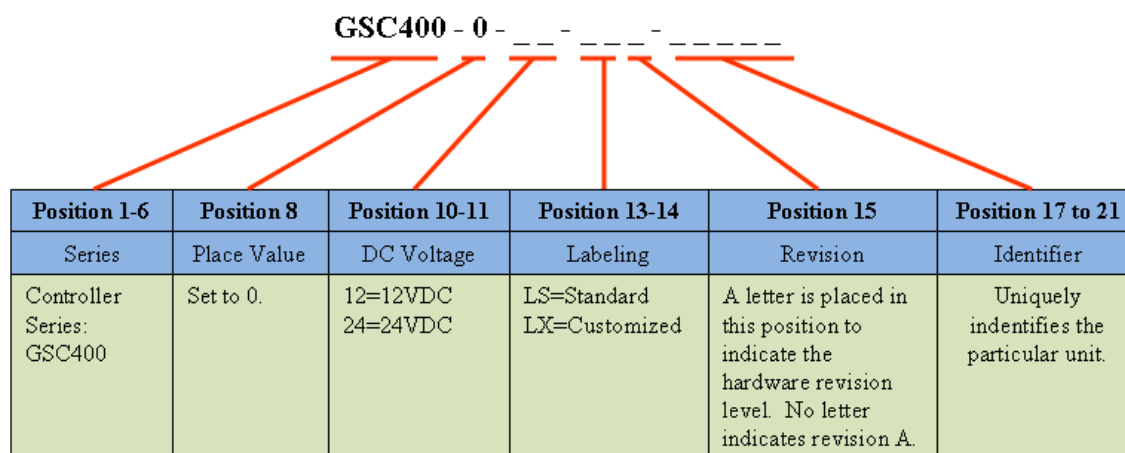 GSC400 - 0 - _ _ - _ _ _ - _ _ _ _ _
Position 1-6
Position 8
Position 10-11
Position 13-14
Position 15
Position 17 to 21
Series
Place Value
DC Voltage
Labeling
Revision
Identifier
Controller
Series:
GSC400
Set to 0.
12=12VDC
24=24VDC
LS=Standard
LX=Customized
A letter is placed in
this position to
indicate the
hardware revision
level. No letter
indicates revision A.
Uniquely
indentifies the
particular unit.